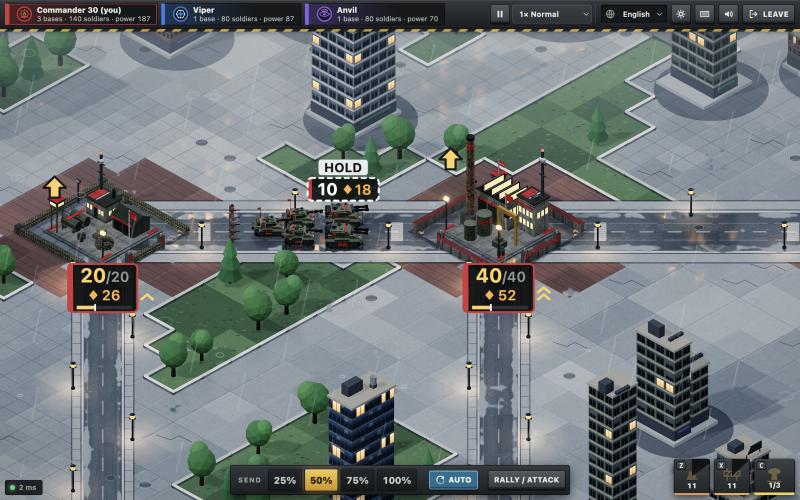 Commander 30 (you)
3 bases · 140 soldiers · power 187
Viper
1 base · 80 soldiers · power 87
Anvil
1 base · 80 soldiers · power 70
1× Normal
English
LEAVE
HOLD
10 ♦ 18
20/20
♦ 26
40/40
♦ 52
2 ms
SEND 25% 50% 75% 100% AUTO RALLY / ATTACK
Z 11
X 11
C 1/3